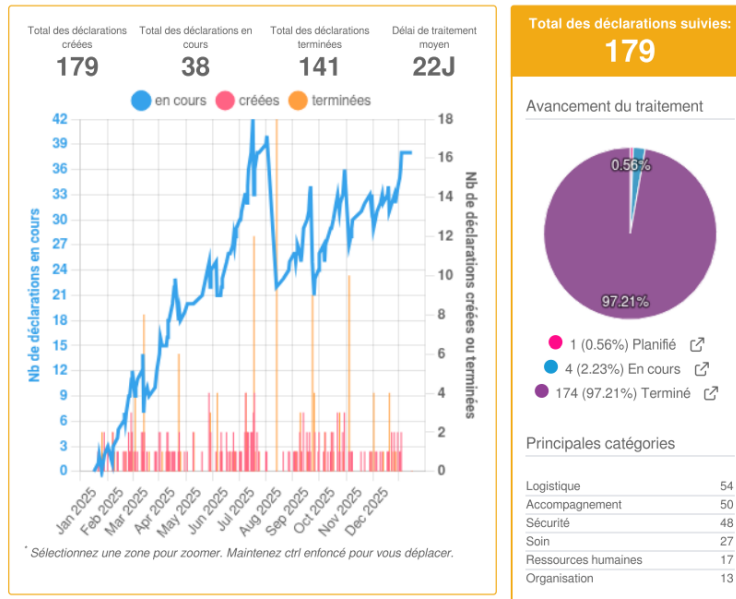 Total des déclarations créées
179
Total des déclarations en cours
38
Total des déclarations terminées
141
Délai de traitement moyen
22J
en cours
créées
terminées
Nb de déclarations en cours
42
39
36
33
30
27
24
21
18
15
12
9
6
3
0
18
16
14
12
10
8
6
4
2
0
Nb de déclarations créées ou terminées
Jan 2025
Feb 2025
Mar 2025
Apr 2025
May 2025
Jun 2025
Jul 2025
Aug 2025
Sep 2025
Oct 2025
Nov 2025
Dec 2025
* Sélectionnez une zone pour zoomer. Maintenez ctrl enfoncé pour vous déplacer.
Total des déclarations suivies:
179
Avancement du traitement
0.56%
97.21%
1 (0.56%) Planifié
4 (2.23%) En cours
174 (97.21%) Terminé
Principales catégories
Logistique 54
Accompagnement 50
Sécurité 48
Soin 27
Ressources humaines 17
Organisation 13